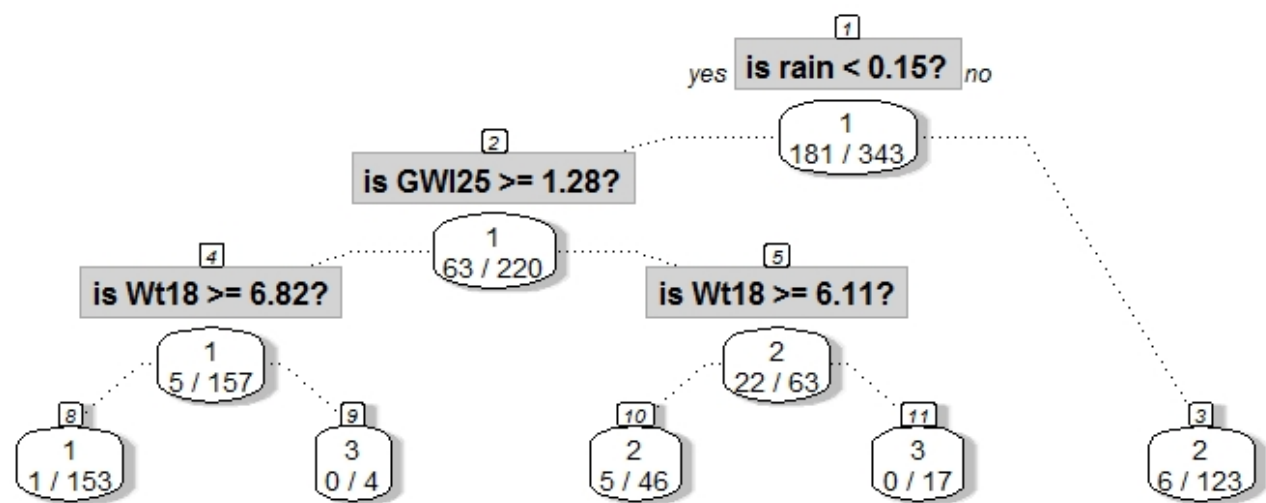 1
yes is rain < 0.15? no
1
181 / 343
2
is GWI25 >= 1.28?
1
63 / 220
4
is Wt18 >= 6.82?
1
5 / 157
5
is Wt18 >= 6.11?
2
22 / 63
8
1
1 / 153
9
3
0 / 4
10
2
5 / 46
11
3
0 / 17
3
2
6 / 123